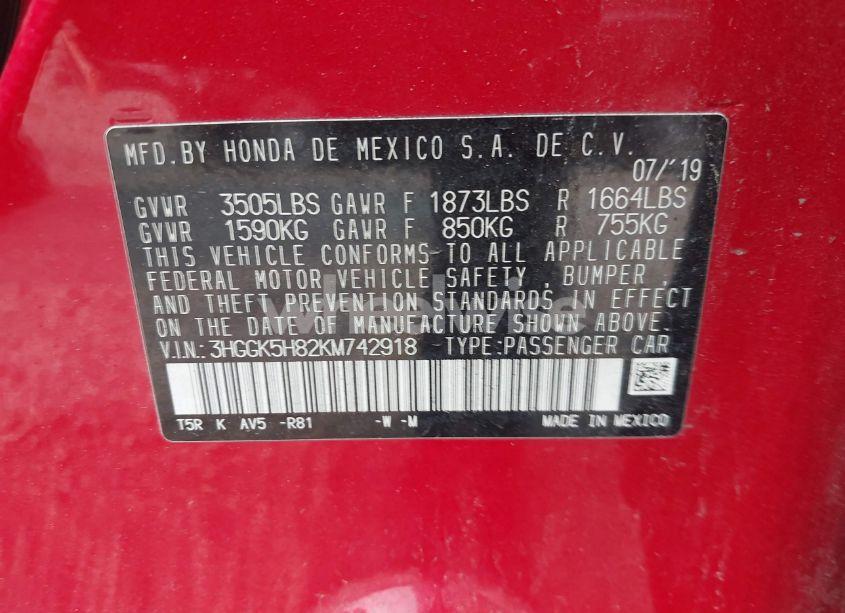 MFD.BY HONDA DE MEXICO S.A. DE C.V.
07/'19
GVWR 3505LBS GAWR F 1873LBS R 1664LBS
GVWR 1590KG GAWR F 850KG R 755KG
THIS VEHICLE CONFORMS TO ALL APPLICABLE
FEDERAL MOTOR VEHICLE SAFETY , BUMPER ,
AND THEFT PREVENTION STANDARDS IN EFFECT
ON THE DATE OF MANUFACTURE SHOWN ABOVE.
V.I.N.:3HGGK5H82KM742918 TYPE:PASSENGER CAR
T5R K AV5 -R81 -W -M MADE IN MEXICO